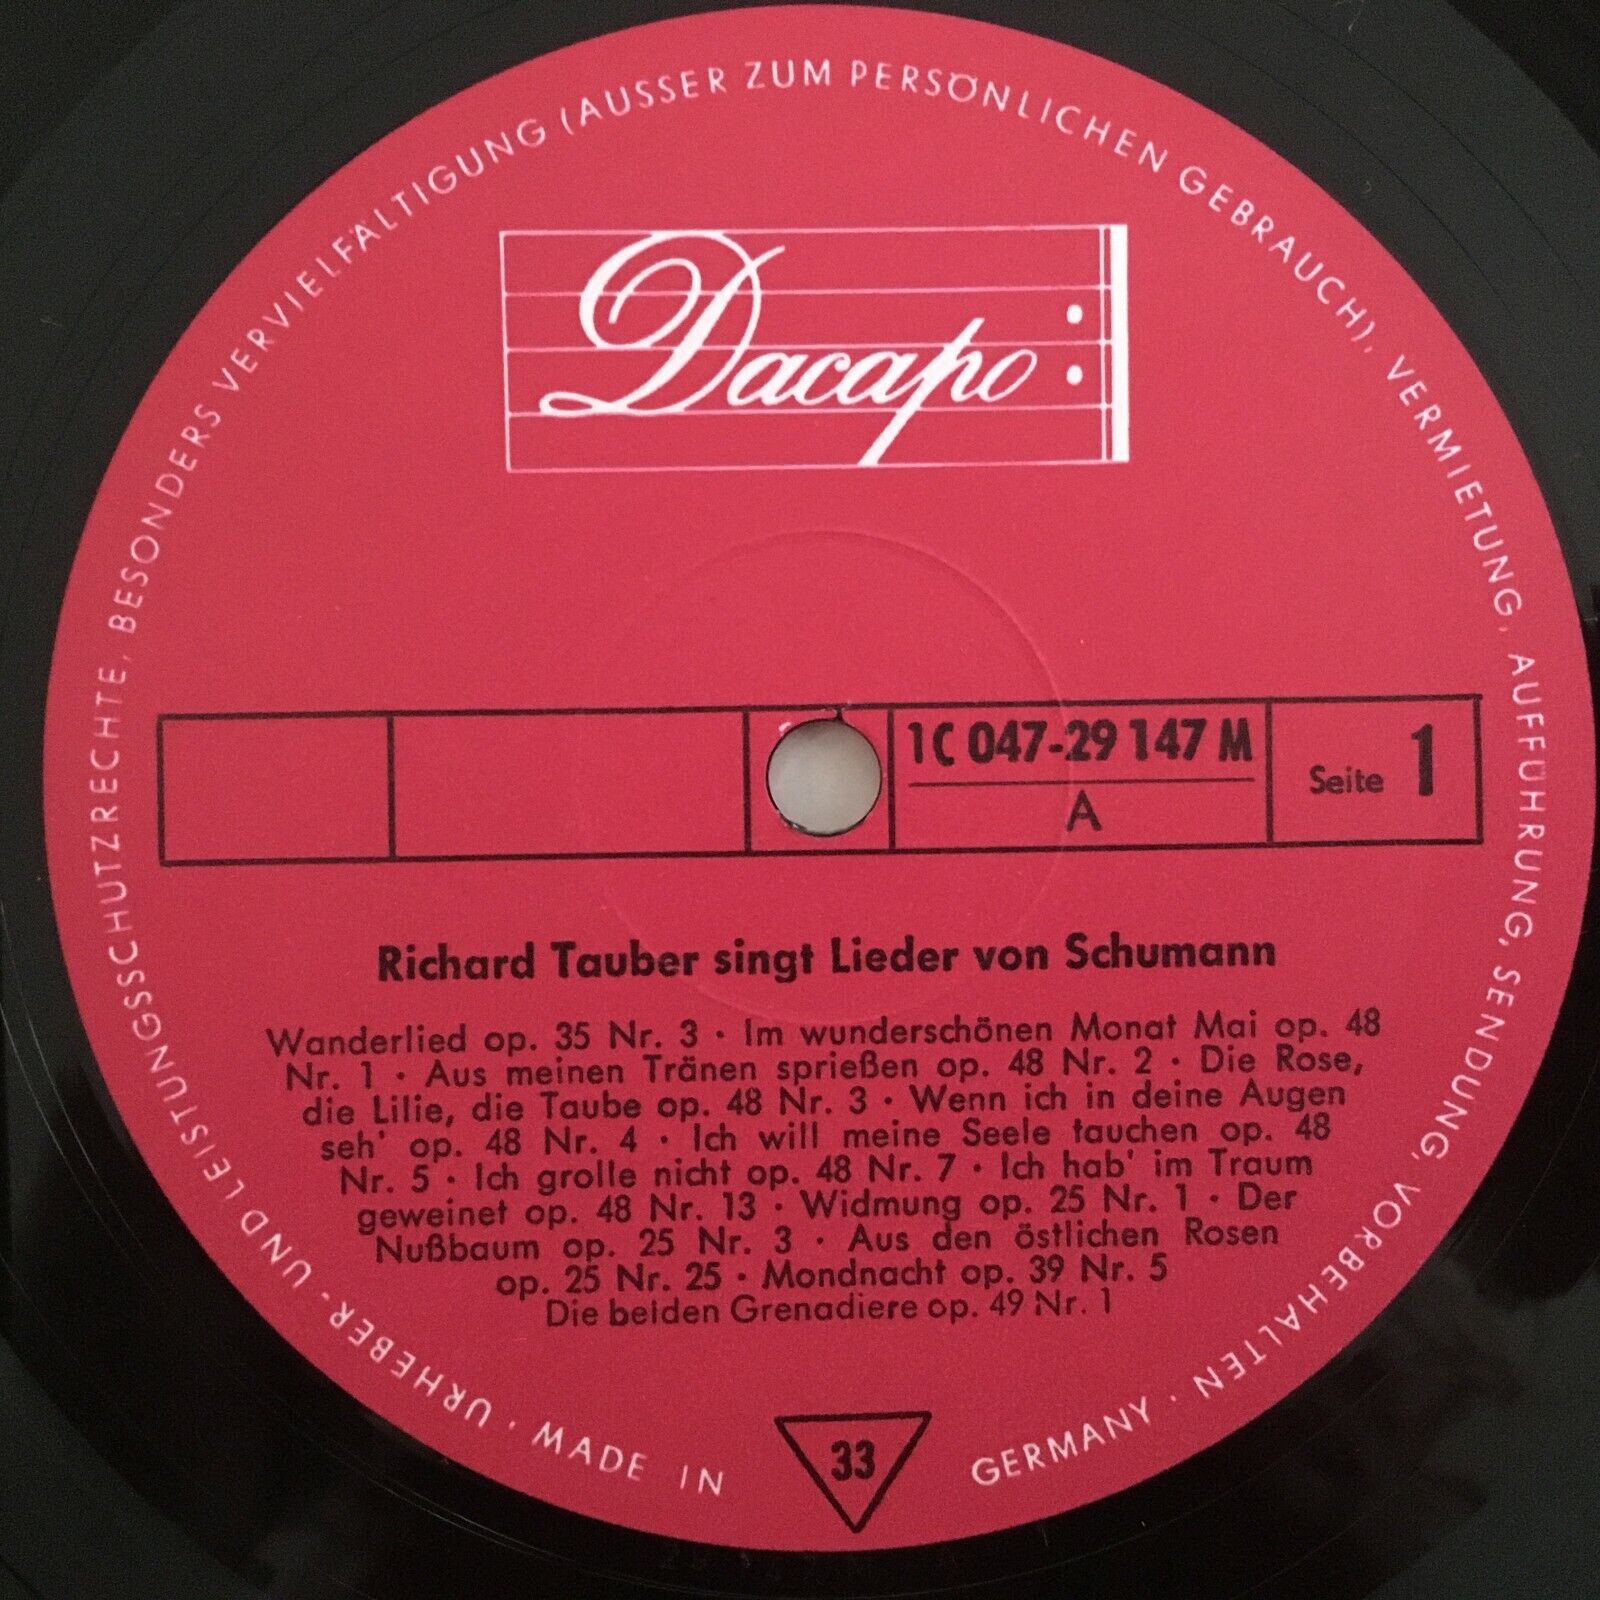 URHEBER- UND LEISTUNGSSCHUTZRECHTE, BESONDERS VERVIELFÄLTIGUNG (AUSSER ZUM PERSÖNLICHEN GEBRAUCH), VERMIETUNG, AUFFÜHRUNG, SENDUNG, VORBEHALTEN ·
Dacapo
1C 047-29 147 M
A
Seite 1
Richard Tauber singt Lieder von Schumann
Wanderlied op. 35 Nr. 3 · Im wunderschönen Monat Mai op. 48
Nr. 1 · Aus meinen Tränen sprießen op. 48 Nr. 2 · Die Rose,
die Lilie, die Taube op. 48 Nr. 3 · Wenn ich in deine Augen
seh' op. 48 Nr. 4 · Ich will meine Seele tauchen op. 48
Nr. 5 · Ich grolle nicht op. 48 Nr. 7 · Ich hab' im Traum
geweinet op. 48 Nr. 13 · Widmung op. 25 Nr. 1 · Der
Nußbaum op. 25 Nr. 3 · Aus den östlichen Rosen
op. 25 Nr. 25 · Mondnacht op. 39 Nr. 5
Die beiden Grenadiere op. 49 Nr. 1
· MADE IN GERMANY
33